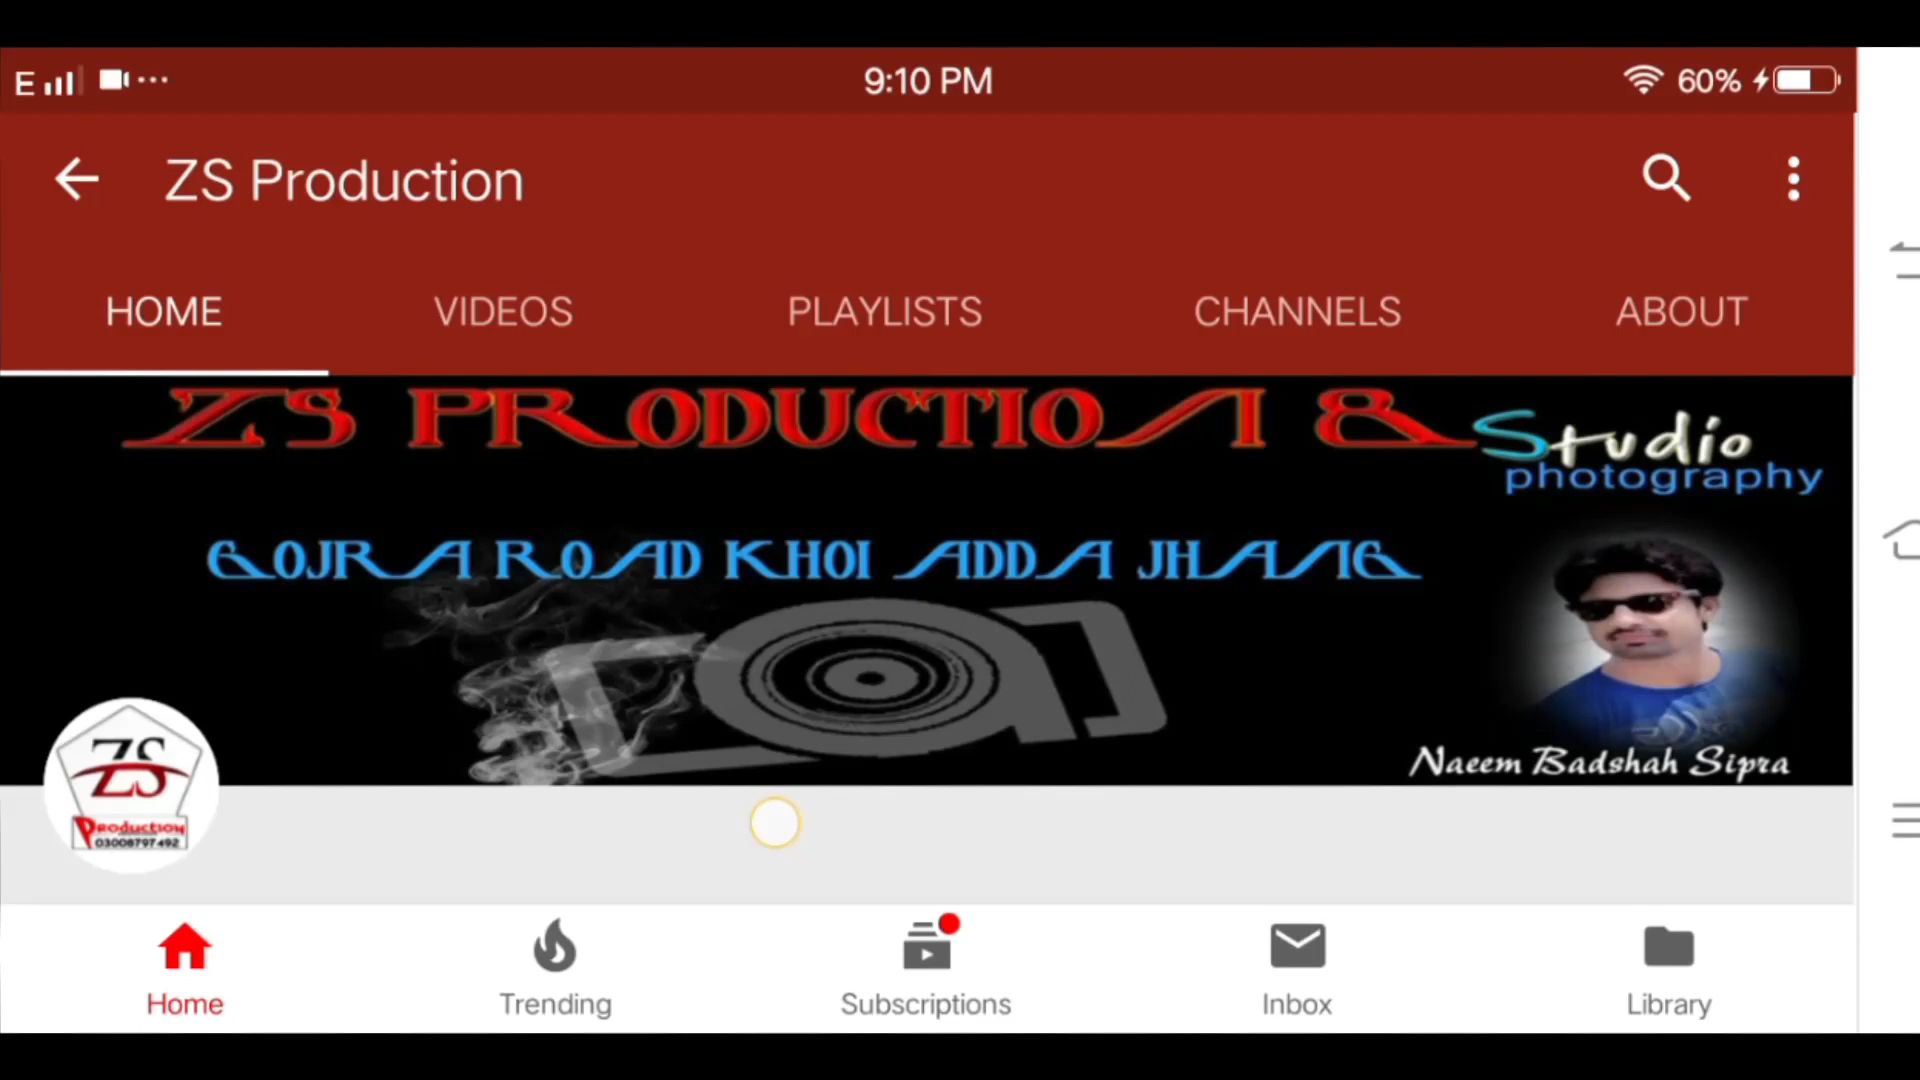 E 9:10 PM 60%
ZS Production
HOME VIDEOS PLAYLISTS CHANNELS ABOUT
ZS PRODUCTION & Studio
photography
GOJRA ROAD KHOI ADDA JHANG
Naeem Badshah Sipra
ZS
Production
03008797492
Home Trending Subscriptions Inbox Library